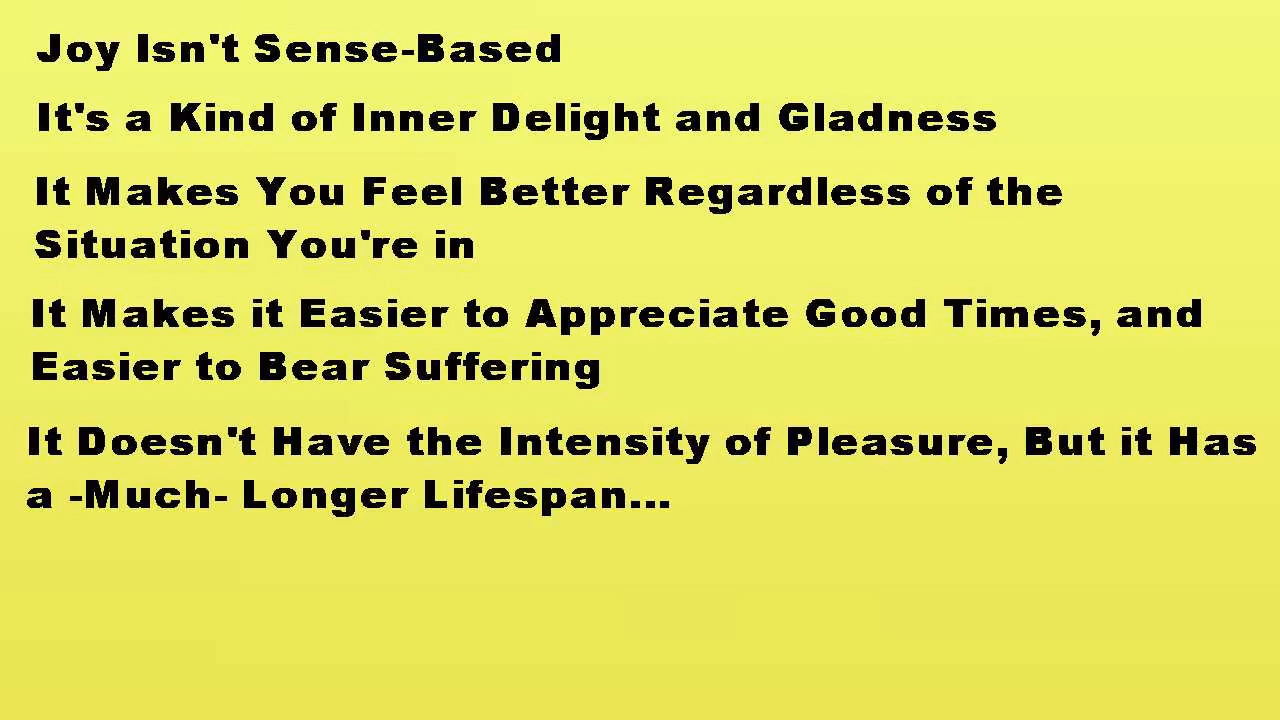 Joy Isn't Sense-Based
It's a Kind of Inner Delight and Gladness
It Makes You Feel Better Regardless of the
Situation You're in
It Makes it Easier to Appreciate Good Times, and
Easier to Bear Suffering
It Doesn't Have the Intensity of Pleasure, But it Has
a -Much- Longer Lifespan...